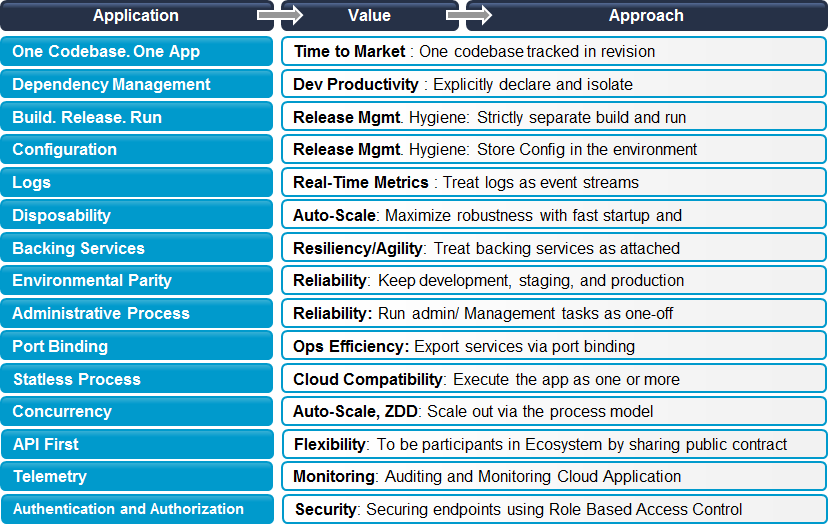 Application Value Approach
One Codebase. One App Time to Market : One codebase tracked in revision
Dependency Management Dev Productivity : Explicitly declare and isolate
Build. Release. Run Release Mgmt. Hygiene: Strictly separate build and run
Configuration Release Mgmt. Hygiene: Store Config in the environment
Logs Real-Time Metrics : Treat logs as event streams
Disposability Auto-Scale: Maximize robustness with fast startup and
Backing Services Resiliency/Agility: Treat backing services as attached
Environmental Parity Reliability: Keep development, staging, and production
Administrative Process Reliability: Run admin/ Management tasks as one-off
Port Binding Ops Efficiency: Export services via port binding
Statless Process Cloud Compatibility: Execute the app as one or more
Concurrency Auto-Scale, ZDD: Scale out via the process model
API First Flexibility: To be participants in Ecosystem by sharing public contract
Telemetry Monitoring: Auditing and Monitoring Cloud Application
Authentication and Authorization Security: Securing endpoints using Role Based Access Control